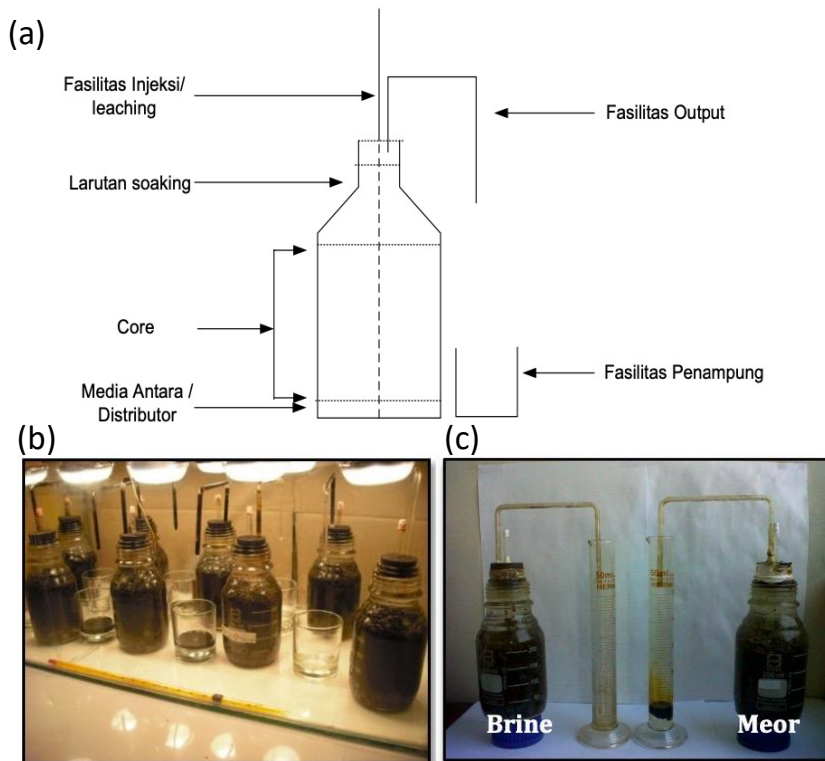 (a)
Fasilitas Injeksi/
leaching
Fasilitas Output
Larutan soaking
Core
Media Antara /
Distributor
Fasilitas Penampung
(b)
(c)
Brine
Meor